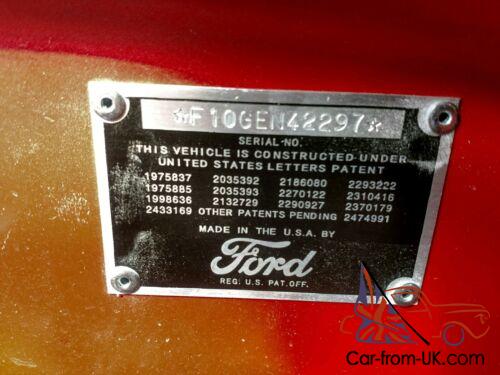 *F10GEN42297*
SERIAL-NO.
THIS VEHICLE IS CONSTRUCTED UNDER
UNITED STATES LETTERS PATENT
1975837 2035392 2186080 2293222
1975885 2035393 2270122 2310416
1998636 2132729 2290927 2370179
2433169 OTHER PATENTS PENDING 2474991
MADE IN THE U.S.A. BY
Ford
REG. U.S. PAT. OFF.
Car-from-UK.com